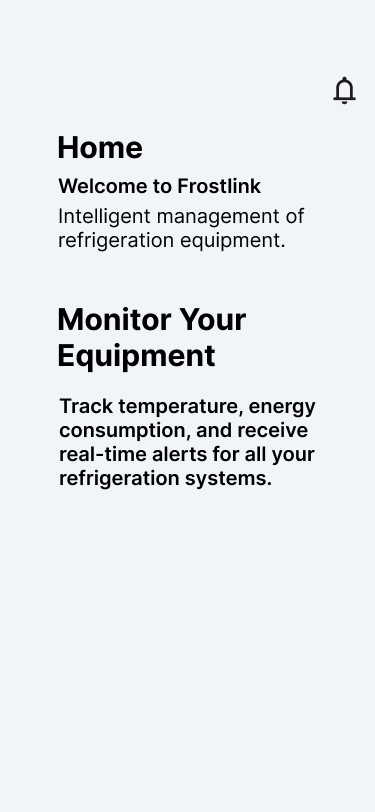 Home
Welcome to Frostlink
Intelligent management of
refrigeration equipment.
Monitor Your
Equipment
Track temperature, energy
consumption, and receive
real-time alerts for all your
refrigeration systems.